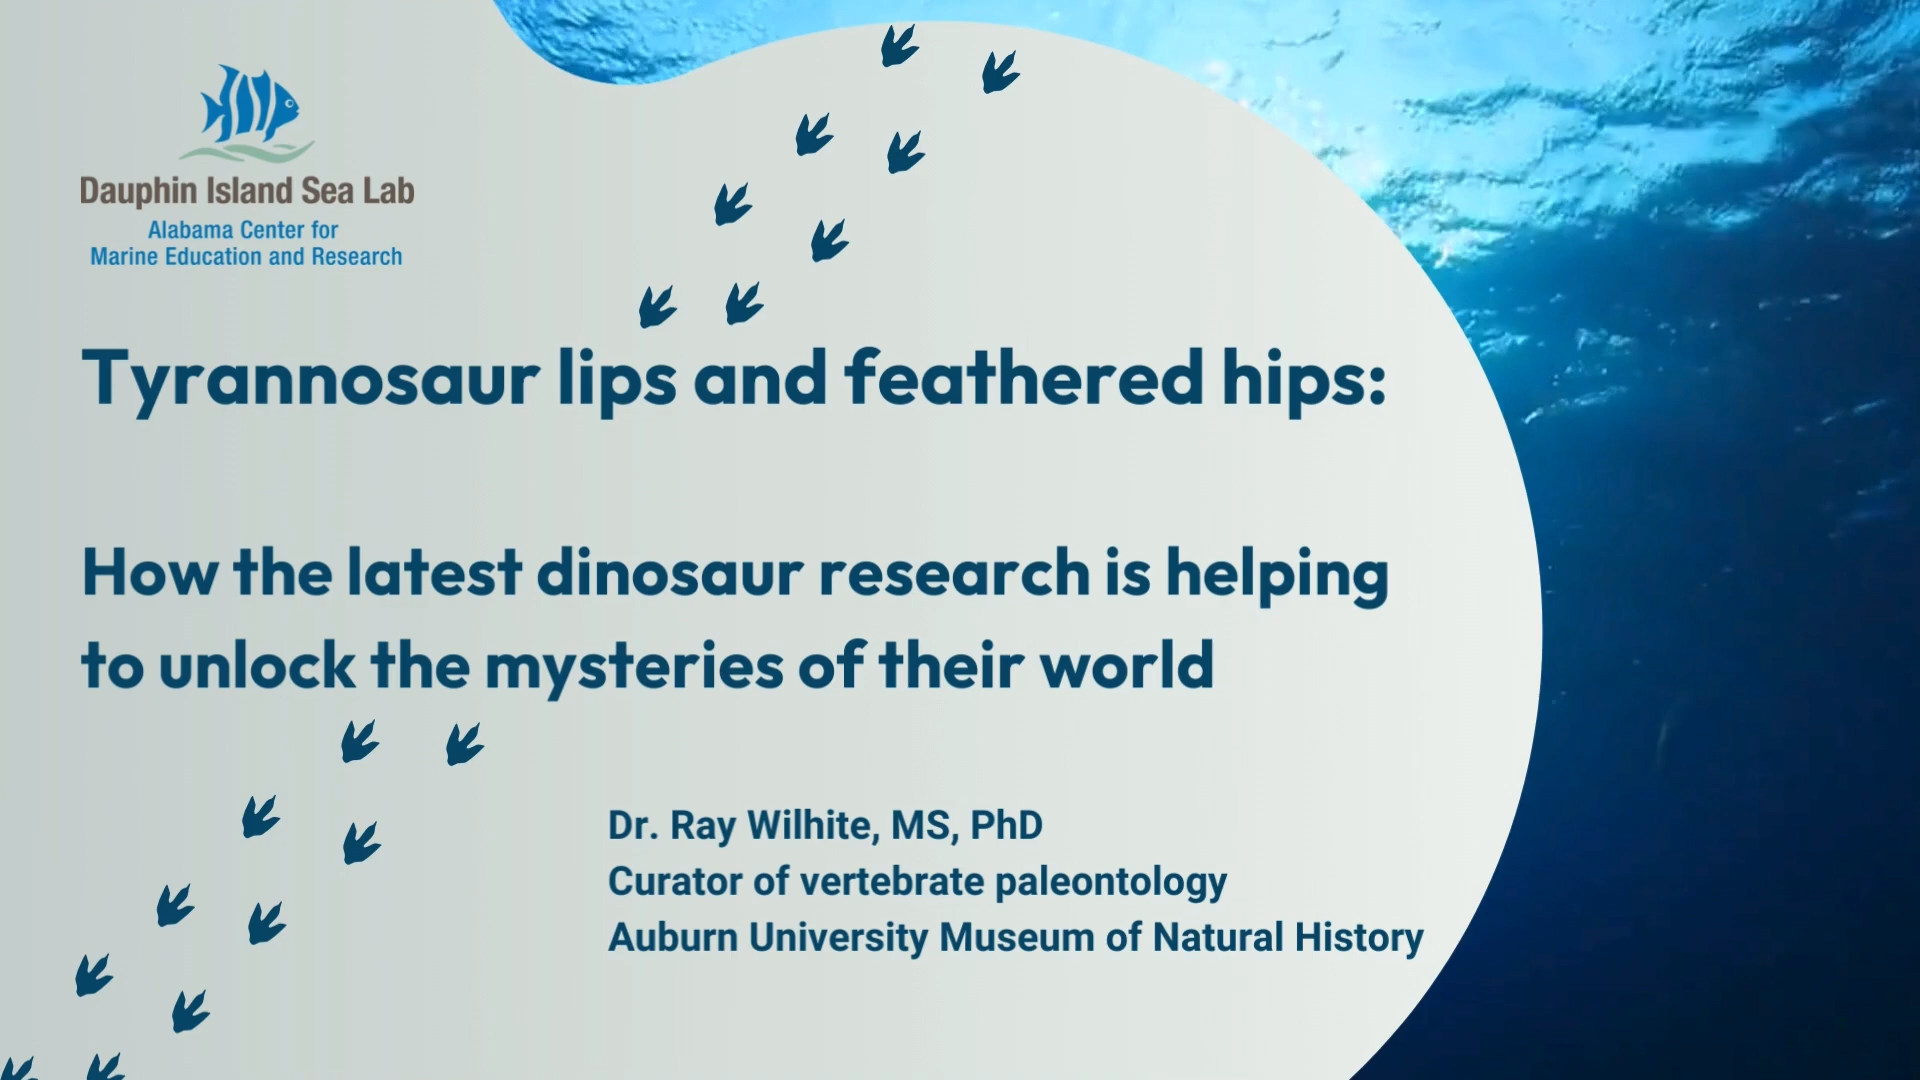 Dauphin Island Sea Lab
Alabama Center for
Marine Education and Research
Tyrannosaur lips and feathered hips:
How the latest dinosaur research is helping
to unlock the mysteries of their world
Dr. Ray Wilhite, MS, PhD
Curator of vertebrate paleontology
Auburn University Museum of Natural History